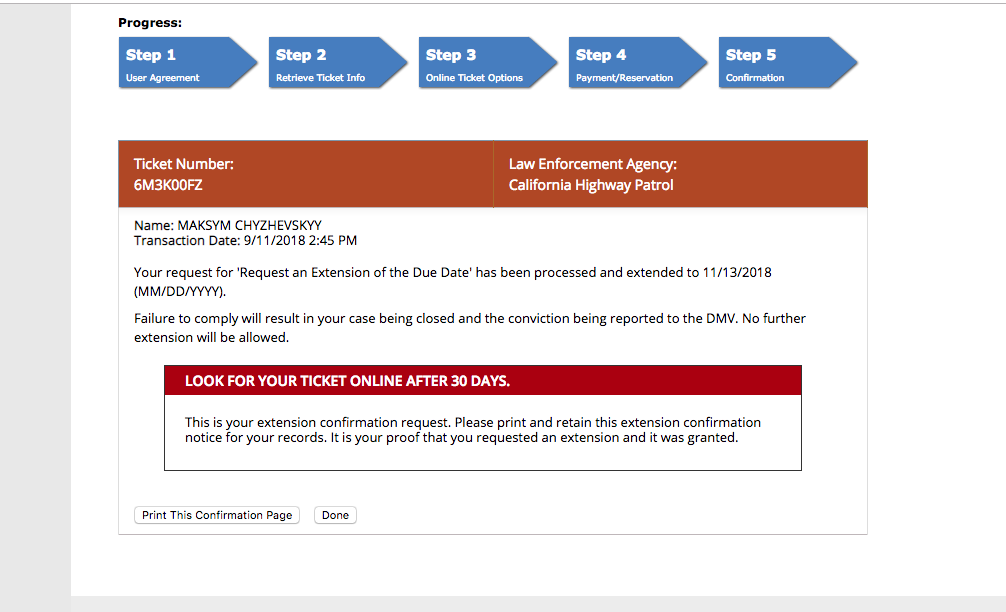 Progress:
Step 1
User Agreement
Step 2
Retrieve Ticket Info
Step 3
Online Ticket Options
Step 4
Payment/Reservation
Step 5
Confirmation
Ticket Number:
6M3K00FZ
Law Enforcement Agency:
California Highway Patrol
Name: MAKSYM CHYZHEVSKYY
Transaction Date: 9/11/2018 2:45 PM
Your request for 'Request an Extension of the Due Date' has been processed and extended to 11/13/2018
(MM/DD/YYYY).
Failure to comply will result in your case being closed and the conviction being reported to the DMV. No further
extension will be allowed.
LOOK FOR YOUR TICKET ONLINE AFTER 30 DAYS.
This is your extension confirmation request. Please print and retain this extension confirmation
notice for your records. It is your proof that you requested an extension and it was granted.
Print This Confirmation Page
Done